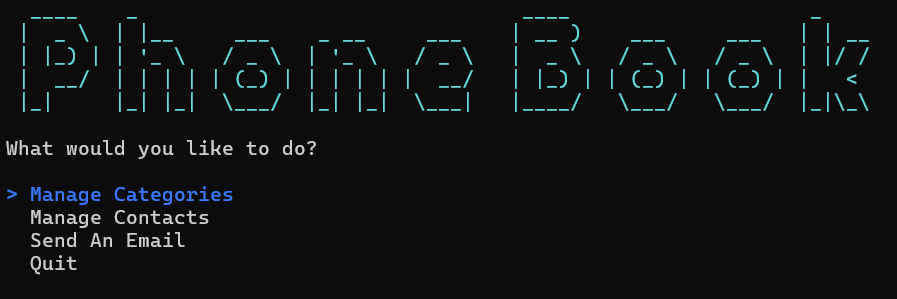 Phone Book
What would you like to do?
> Manage Categories
Manage Contacts
Send An Email
Quit